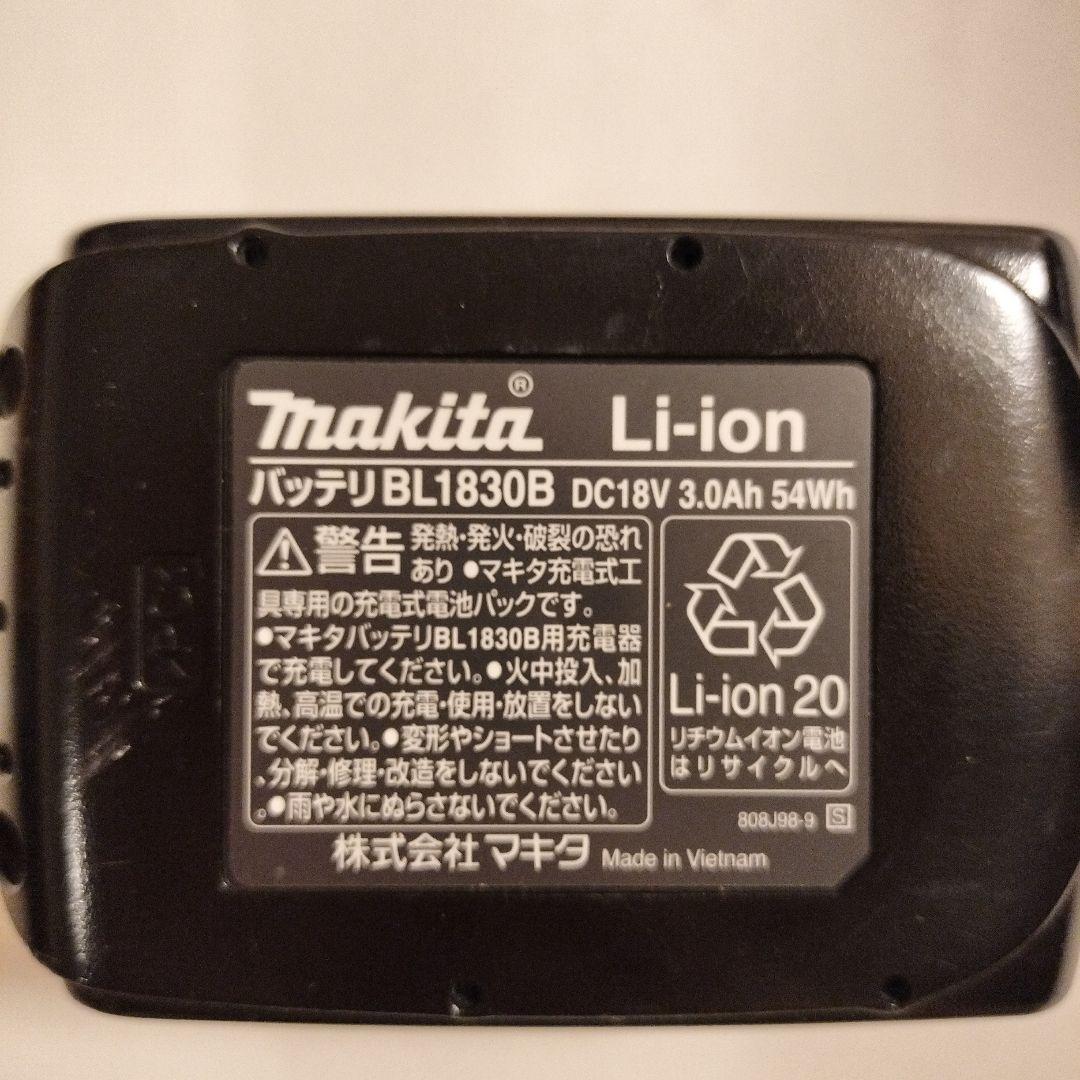 makita® Li-ion
バッテリBL1830B DC18V 3.0Ah 54Wh
⚠警告 発熱・発火・破裂の恐れ
あり ●マキタ充電式工
具専用の充電式電池パックです。
●マキタバッテリBL1830B用充電器
で充電してください。●火中投入、加
熱、高温での充電・使用・放置をしない
でください。●変形やショートさせたり
、分解・修理・改造をしないでください
。●雨や水にぬらさないでください。
Li-ion 20
リチウムイオン電池
はリサイクルへ
808J98-9 S
株式会社マキタ Made in Vietnam